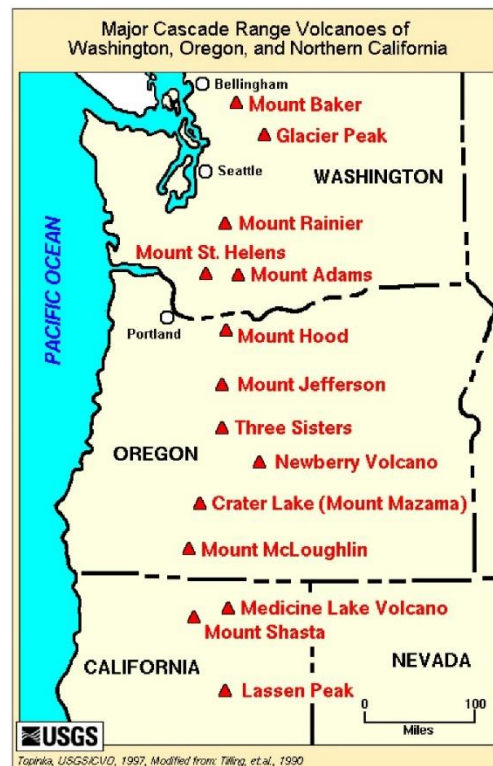 Major Cascade Range Volcanoes of
Washington, Oregon, and Northern California
Bellingham
Mount Baker
Glacier Peak
Seattle
WASHINGTON
PACIFIC OCEAN
Mount Rainier
Mount St. Helens
Mount Adams
Portland
Mount Hood
Mount Jefferson
Three Sisters
OREGON
Newberry Volcano
Crater Lake (Mount Mazama)
Mount McLoughlin
Medicine Lake Volcano
Mount Shasta
CALIFORNIA
NEVADA
Lassen Peak
0 100
Miles
USGS
Topinka, USGS/CVO, 1997, Modified from: Tilling, et.al., 1990